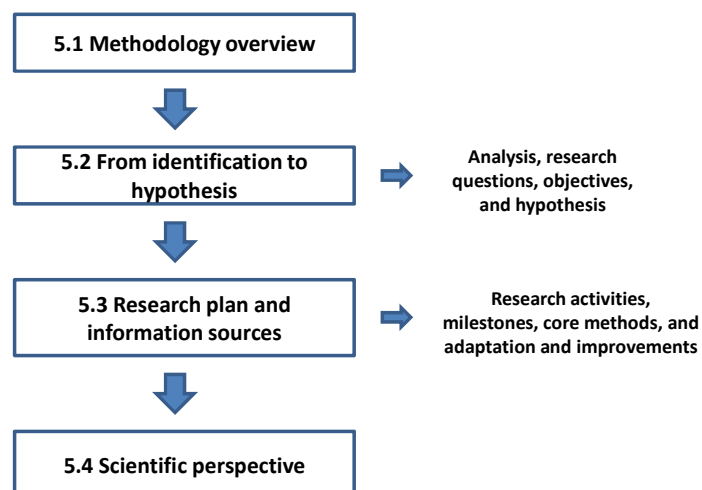 5.1 Methodology overview
5.2 From identification to
hypothesis
Analysis, research
questions, objectives,
and hypothesis
5.3 Research plan and
information sources
Research activities,
milestones, core methods, and
adaptation and improvements
5.4 Scientific perspective